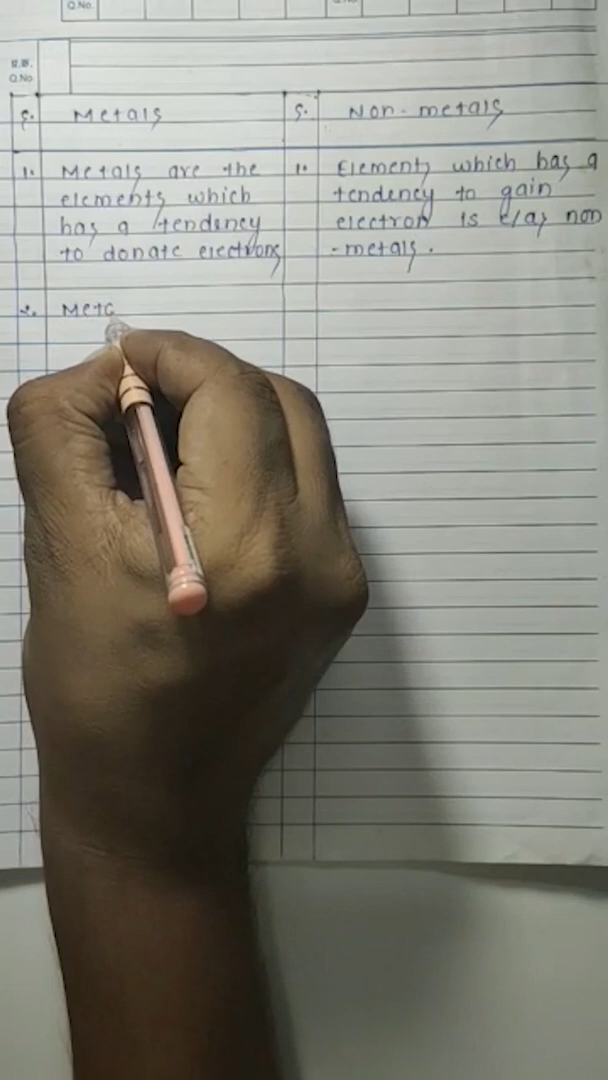 Q.No.
प्र.क्र.
Q.No
Metals
Non-metals
1. Metals are the
elements which
has a tendency
to donate electrons
1. Elements which has a
tendency to gain
electron is non
-metals.
2. Meta